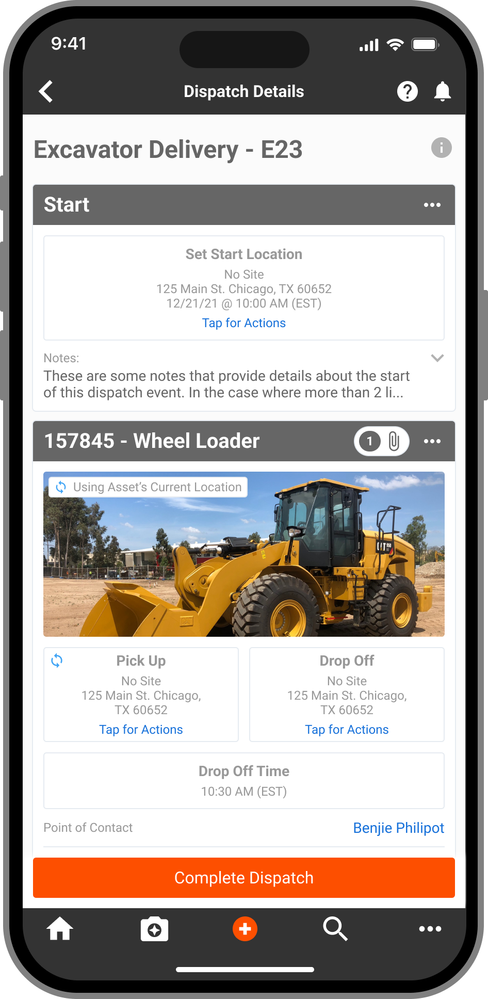 9:41
Dispatch Details
Excavator Delivery - E23
Start
Set Start Location
No Site
125 Main St. Chicago, TX 60652
12/21/21 @ 10:00 AM (EST)
Tap for Actions
Notes:
These are some notes that provide details about the start
of this dispatch event. In the case where more than 2 li...
157845 - Wheel Loader
1
Using Asset’s Current Location
CAT 950
Pick Up
No Site
125 Main St. Chicago,
TX 60652
Tap for Actions
Drop Off
No Site
125 Main St. Chicago,
TX 60652
Tap for Actions
Drop Off Time
10:30 AM (EST)
Point of Contact
Benjie Philipot
Complete Dispatch